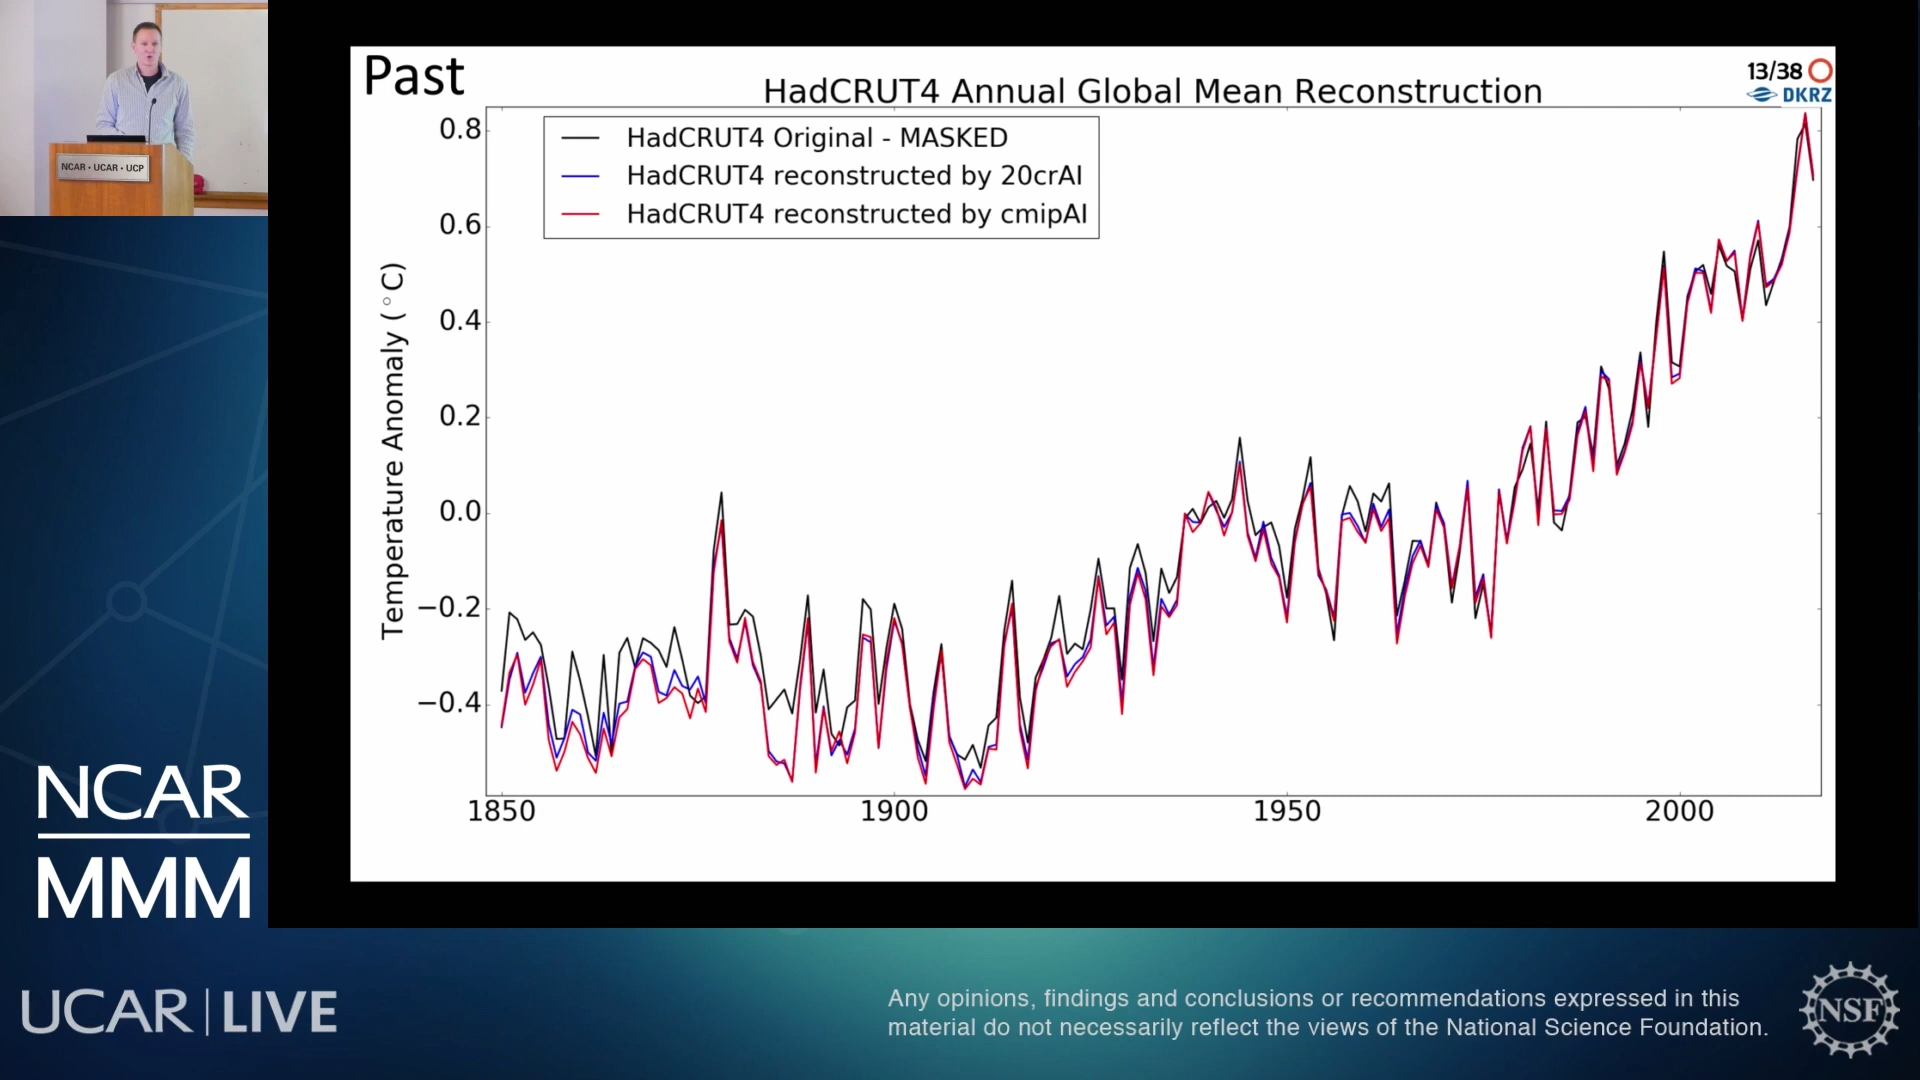 NCAR • UCAR • UCP
Past
HadCRUT4 Annual Global Mean Reconstruction
13/38
DKRZ
HadCRUT4 Original - MASKED
HadCRUT4 reconstructed by 20crAI
HadCRUT4 reconstructed by cmipAI
Temperature Anomaly (°C)
0.8
0.6
0.4
0.2
0.0
−0.2
−0.4
1850
1900
1950
2000
NCAR
MMM
UCAR | LIVE
Any opinions, findings and conclusions or recommendations expressed in this
material do not necessarily reflect the views of the National Science Foundation.
NSF